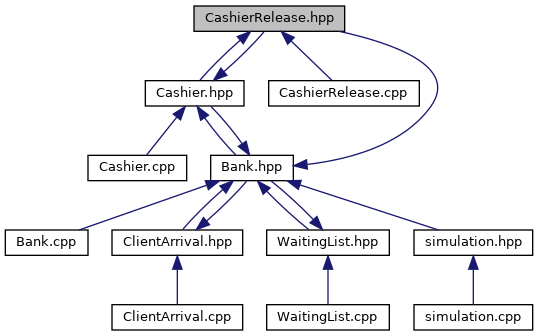 CashierRelease.hpp
Cashier.hpp
CashierRelease.cpp
Cashier.cpp
Bank.hpp
Bank.cpp
ClientArrival.hpp
WaitingList.hpp
simulation.hpp
ClientArrival.cpp
WaitingList.cpp
simulation.cpp